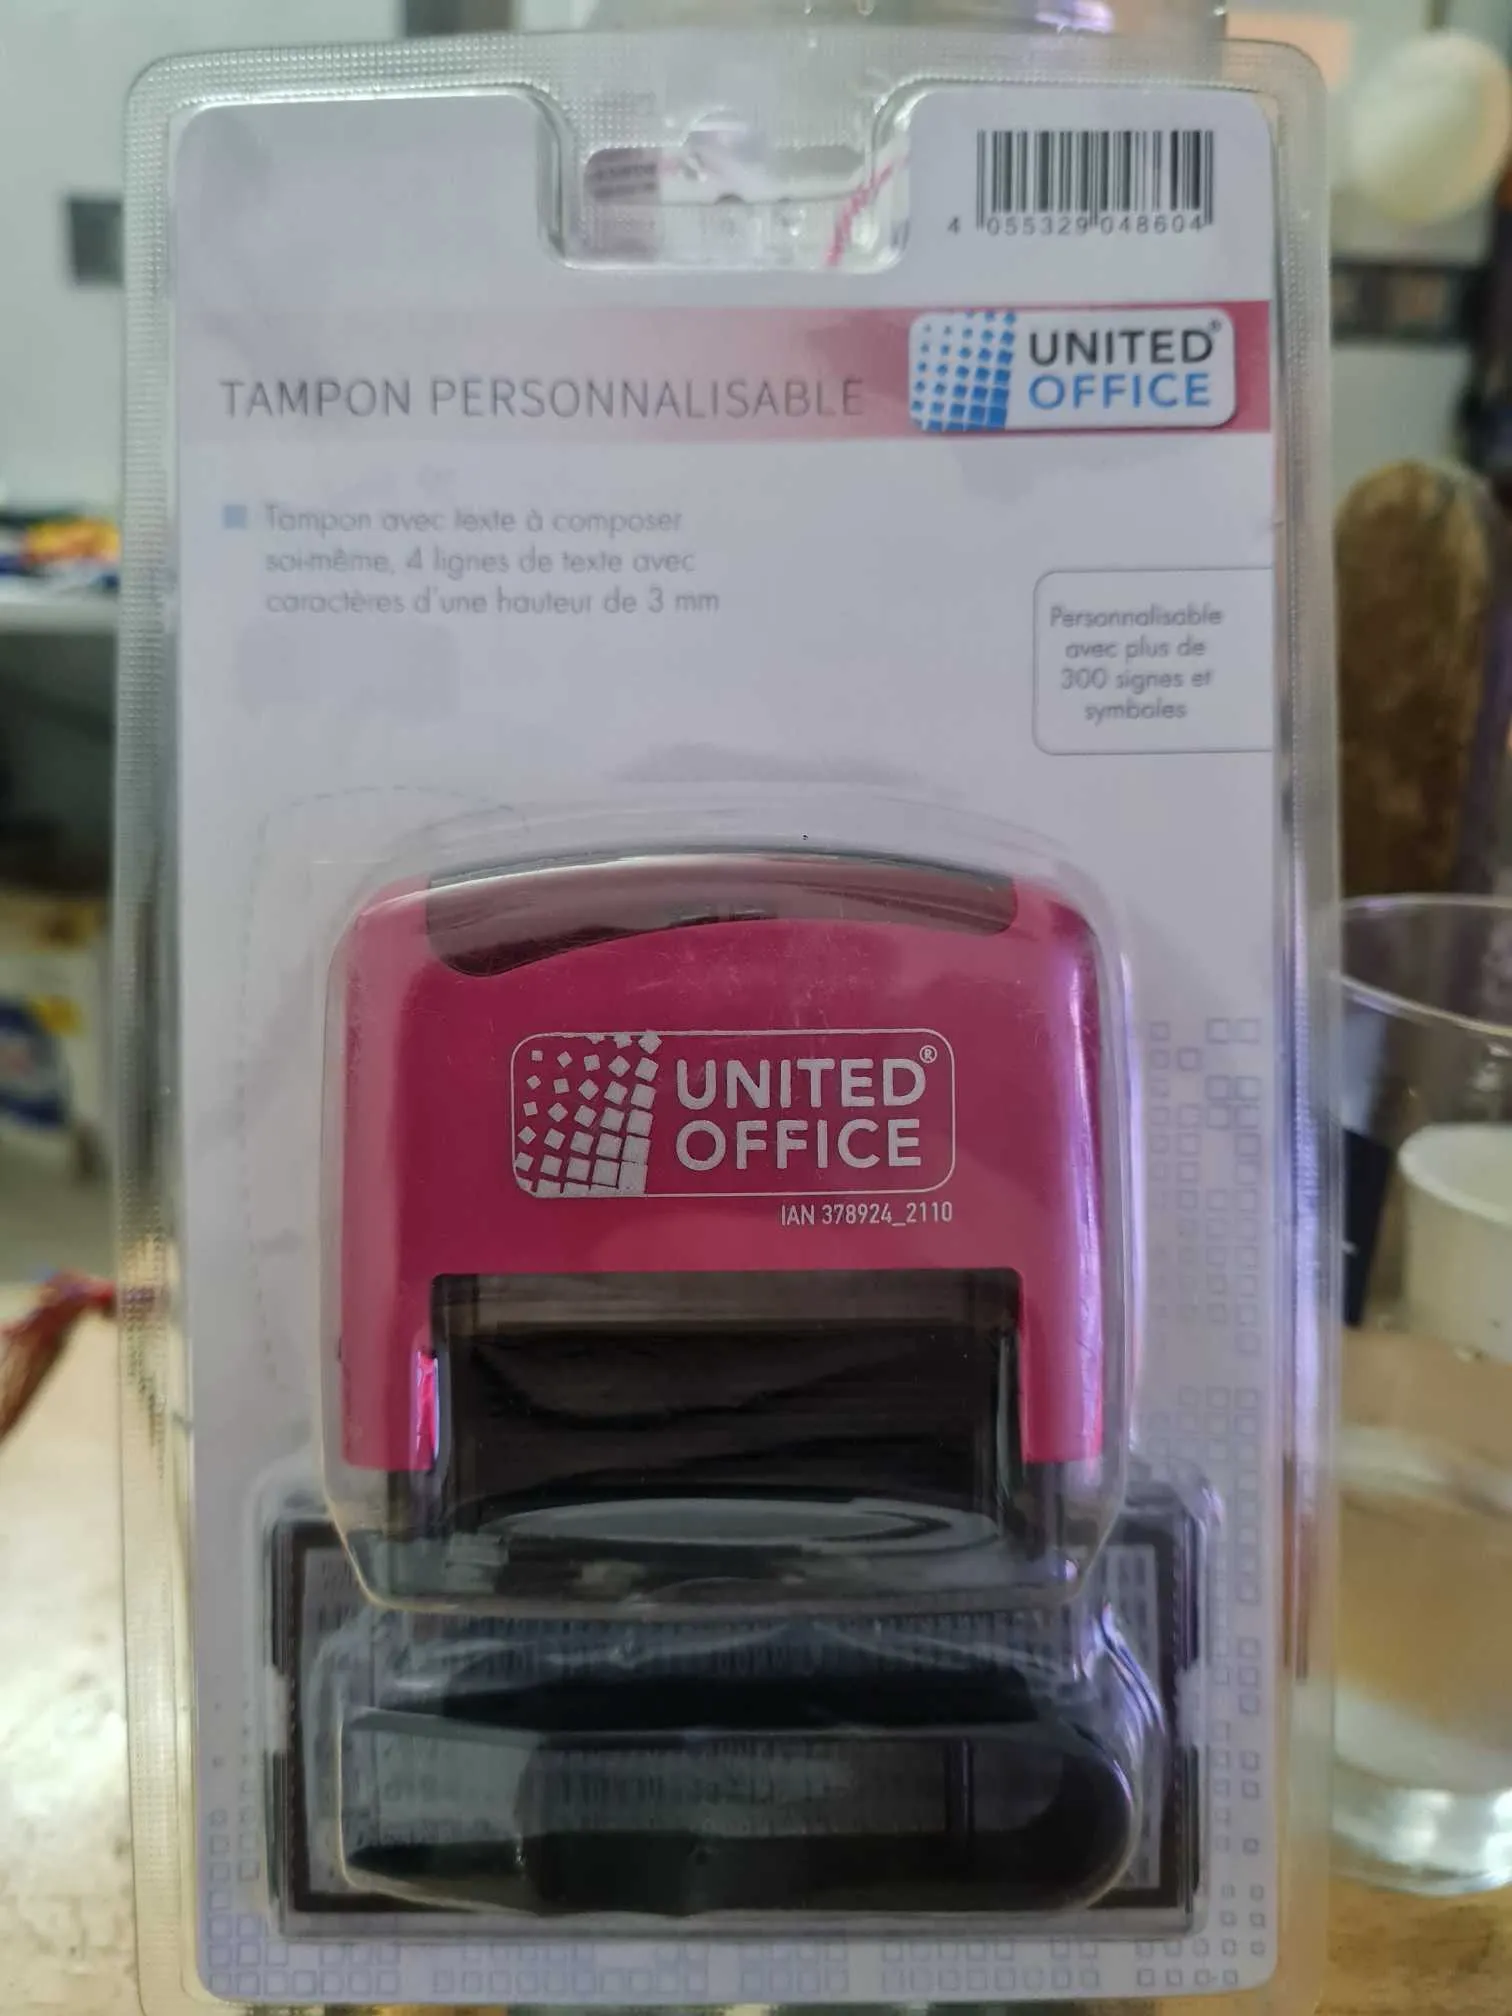 4 055329 048604
TAMPON PERSONNALISABLE
UNITED®
OFFICE
Tampon avec texte à composer
soi-même, 4 lignes de texte avec
caractères d'une hauteur de 3 mm
Personnalisable
avec plus de
300 signes et
symboles
UNITED®
OFFICE
IAN 378924_2110